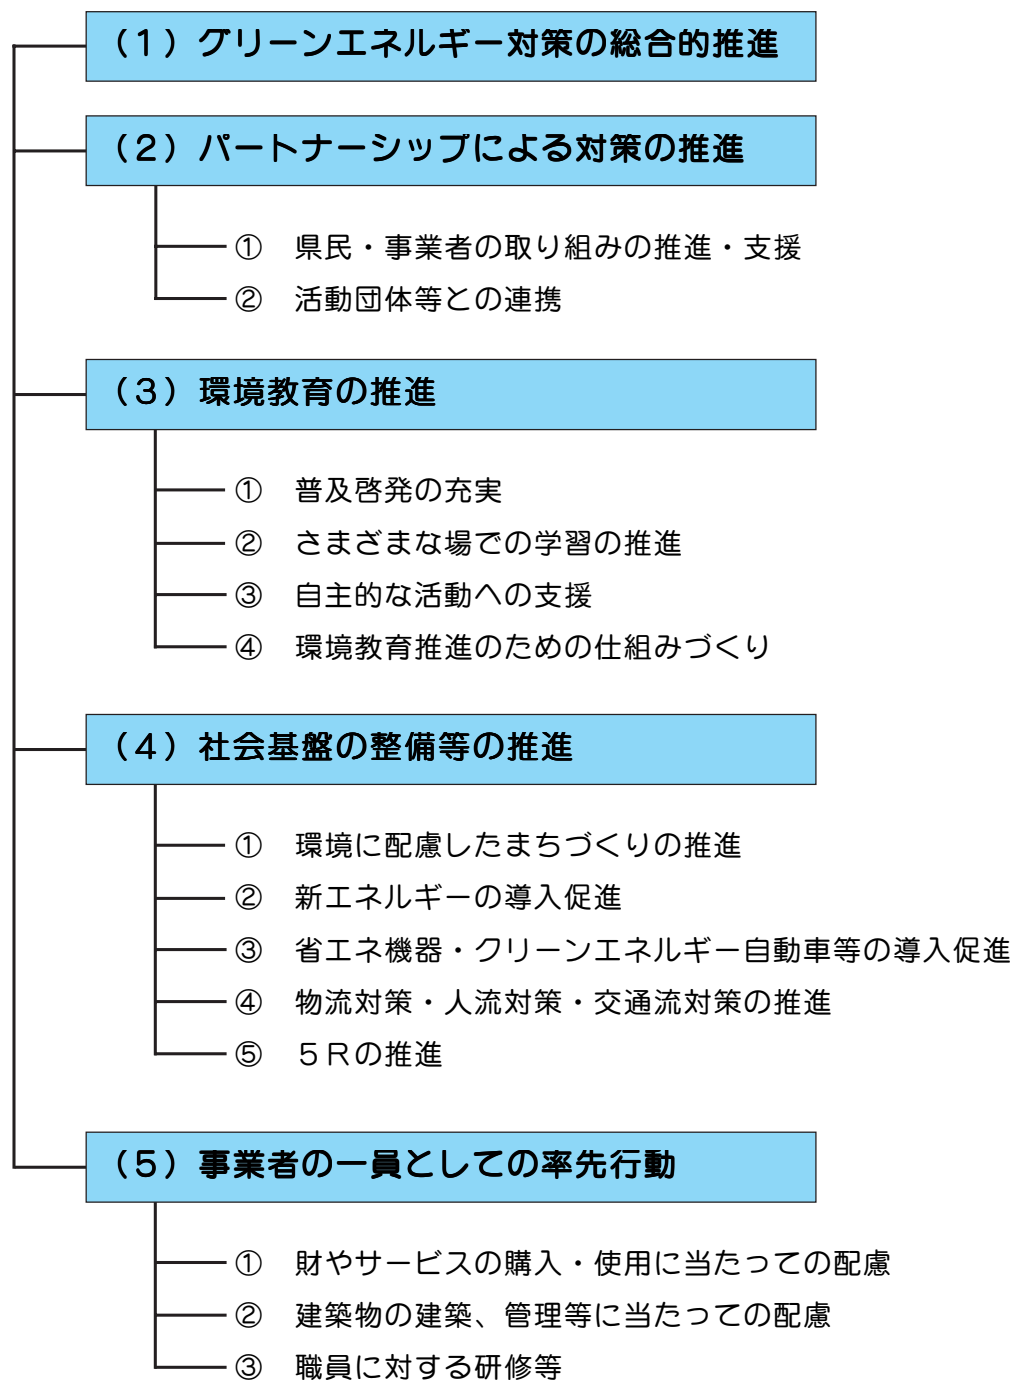 （１）グリーンエネルギー対策の総合的推進
（２）パートナーシップによる対策の推進
①　県民・事業者の取り組みの推進・支援
②　活動団体等との連携
（３）環境教育の推進
①　普及啓発の充実
②　さまざまな場での学習の推進
③　自主的な活動への支援
④　環境教育推進のための仕組みづくり
（４）社会基盤の整備等の推進
①　環境に配慮したまちづくりの推進
②　新エネルギーの導入促進
③　省エネ機器・クリーンエネルギー自動車等の導入促進
④　物流対策・人流対策・交通流対策の推進
⑤　５Ｒの推進
（５）事業者の一員としての率先行動
①　財やサービスの購入・使用に当たっての配慮
②　建築物の建築、管理等に当たっての配慮
③　職員に対する研修等